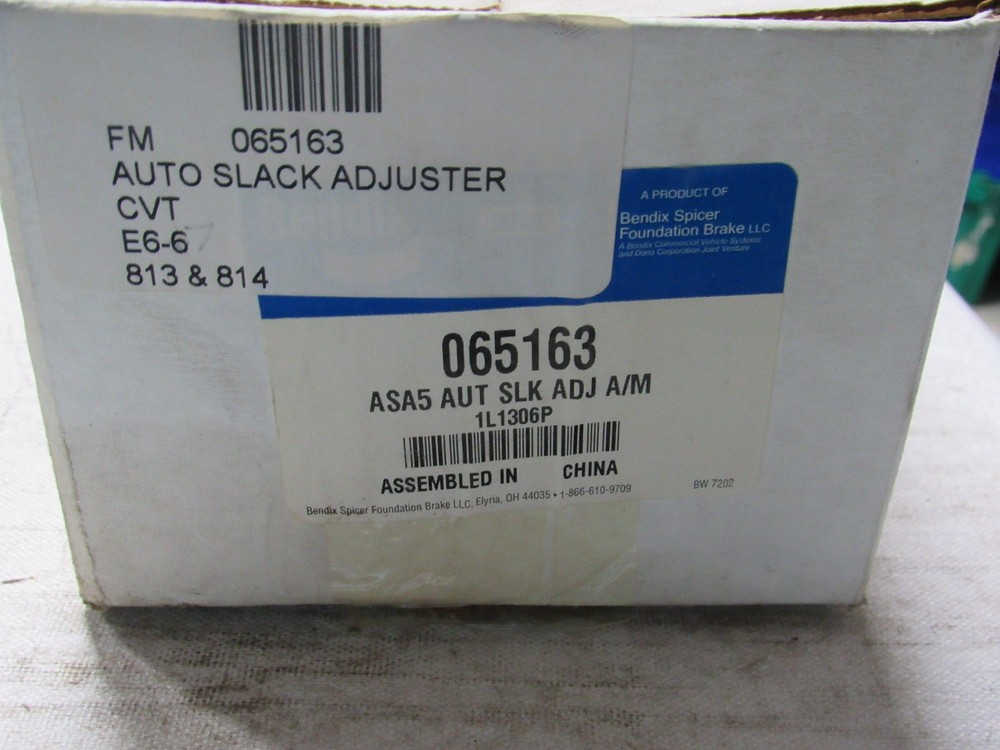 FM 065163
AUTO SLACK ADJUSTER
CVT
E6-6
813 & 814
A PRODUCT OF
Bendix Spicer
Foundation Brake LLC
A Bendix Commercial Vehicle Systems
and Dana Corporation Joint Venture
065163
ASA5 AUT SLK ADJ A/M
1L1306P
ASSEMBLED IN CHINA
Bendix Spicer Foundation Brake LLC, Elyria, OH 44035 • 1-866-610-9709
BW 7202